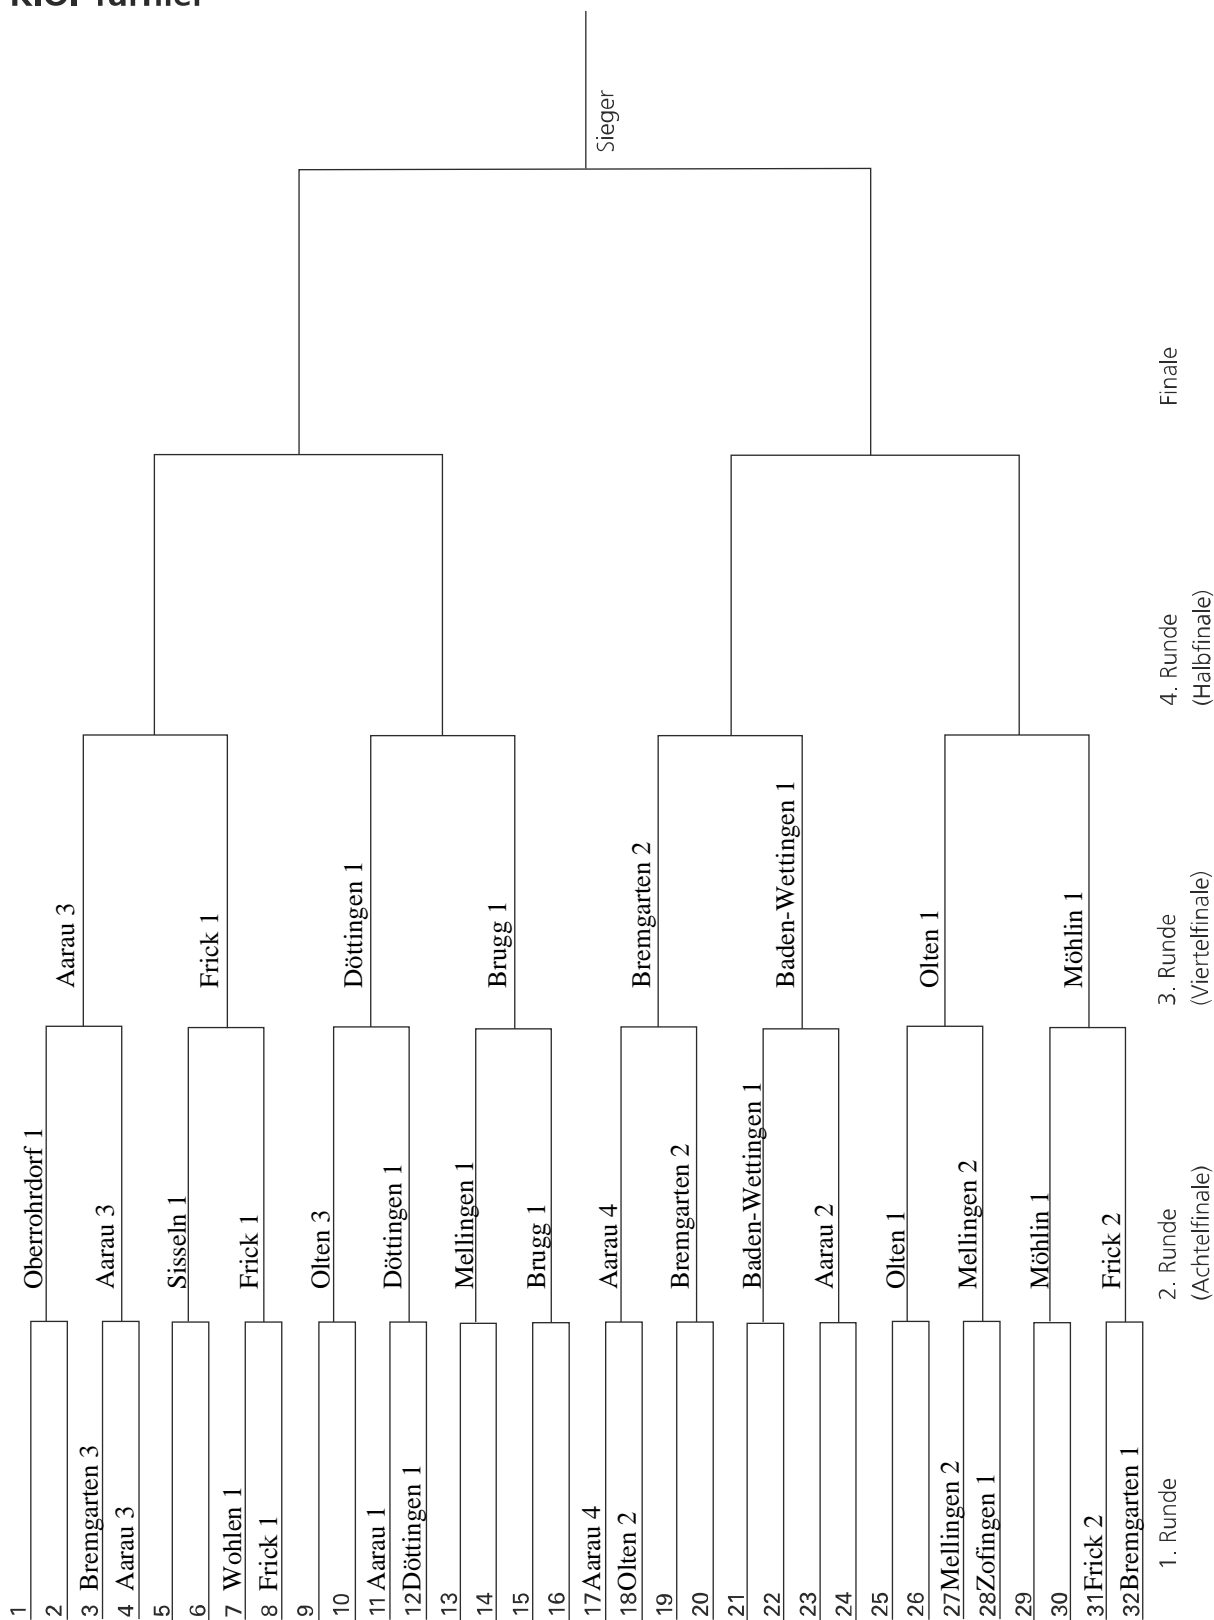 K.O.-Turnier
1
2
3 Bremgarten 3
4 Aarau 3
5
6
7 Wohlen 1
8 Frick 1
9
10
11 Aarau 1
12 Döttingen 1
13
14
15
16
17 Aarau 4
18 Olten 2
19
20
21
22
23
24
25
26
27 Mellingen 2
28 Zofingen 1
29
30
31 Frick 2
32 Bremgarten 1
1. Runde
Oberrohrdorf 1
Aarau 3
Sisseln 1
Frick 1
Olten 3
Döttingen 1
Mellingen 1
Brugg 1
Aarau 4
Bremgarten 2
Baden-Wettingen 1
Aarau 2
Olten 1
Mellingen 2
Möhlin 1
Frick 2
2. Runde
(Achtelfinale)
Aarau 3
Frick 1
Döttingen 1
Brugg 1
Bremgarten 2
Baden-Wettingen 1
Olten 1
Möhlin 1
3. Runde
(Viertelfinale)
4. Runde
(Halbfinale)
Finale
Sieger